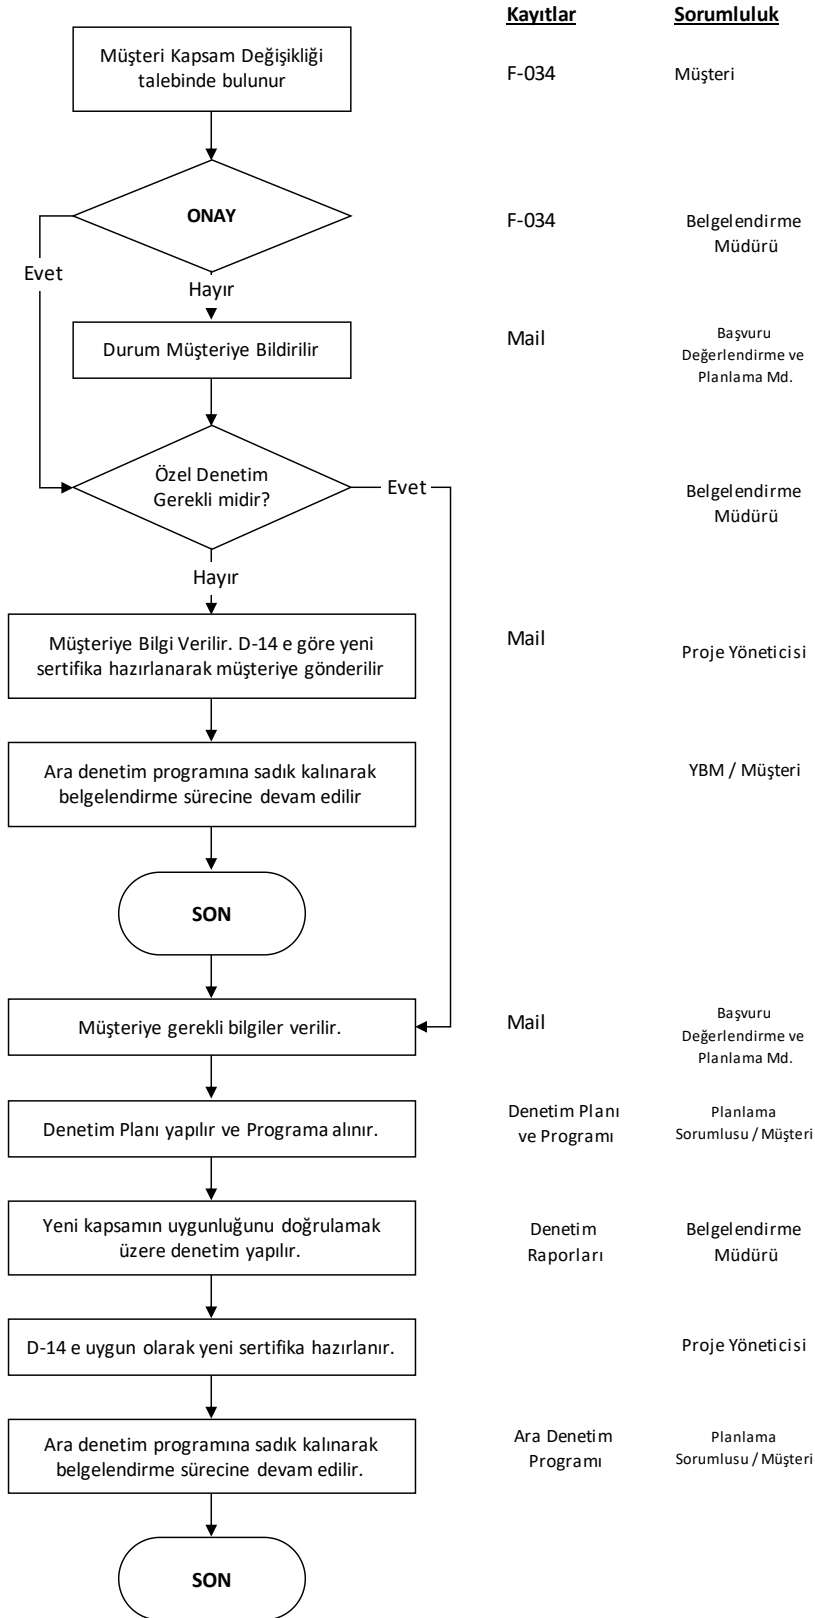 Kayıtlar Sorumluluk
Müşteri Kapsam Değişikliği
talebinde bulunur
F-034
Müşteri
ONAY
F-034
Belgelendirme
Müdürü
Evet
Hayır
Durum Müşteriye Bildirilir
Mail
Başvuru
Değerlendirme ve
Planlama Md.
Özel Denetim
Gerekli midir?
Evet
Belgelendirme
Müdürü
Hayır
Müşteriye Bilgi Verilir. D-14 e göre yeni
sertifika hazırlanarak müşteriye gönderilir
Mail
Proje Yöneticisi
Ara denetim programına sadık kalınarak
belgelendirme sürecine devam edilir
YBM / Müşteri
SON
Müşteriye gerekli bilgiler verilir.
Mail
Başvuru
Değerlendirme ve
Planlama Md.
Denetim Planı yapılır ve Programa alınır.
Denetim Planı
ve Programı
Planlama
Sorumlusu / Müşteri
Yeni kapsamın uygunluğunu doğrulamak
üzere denetim yapılır.
Denetim
Raporları
Belgelendirme
Müdürü
D-14 e uygun olarak yeni sertifika hazırlanır.
Proje Yöneticisi
Ara denetim programına sadık kalınarak
belgelendirme sürecine devam edilir.
Ara Denetim
Programı
Planlama
Sorumlusu / Müşteri
SON